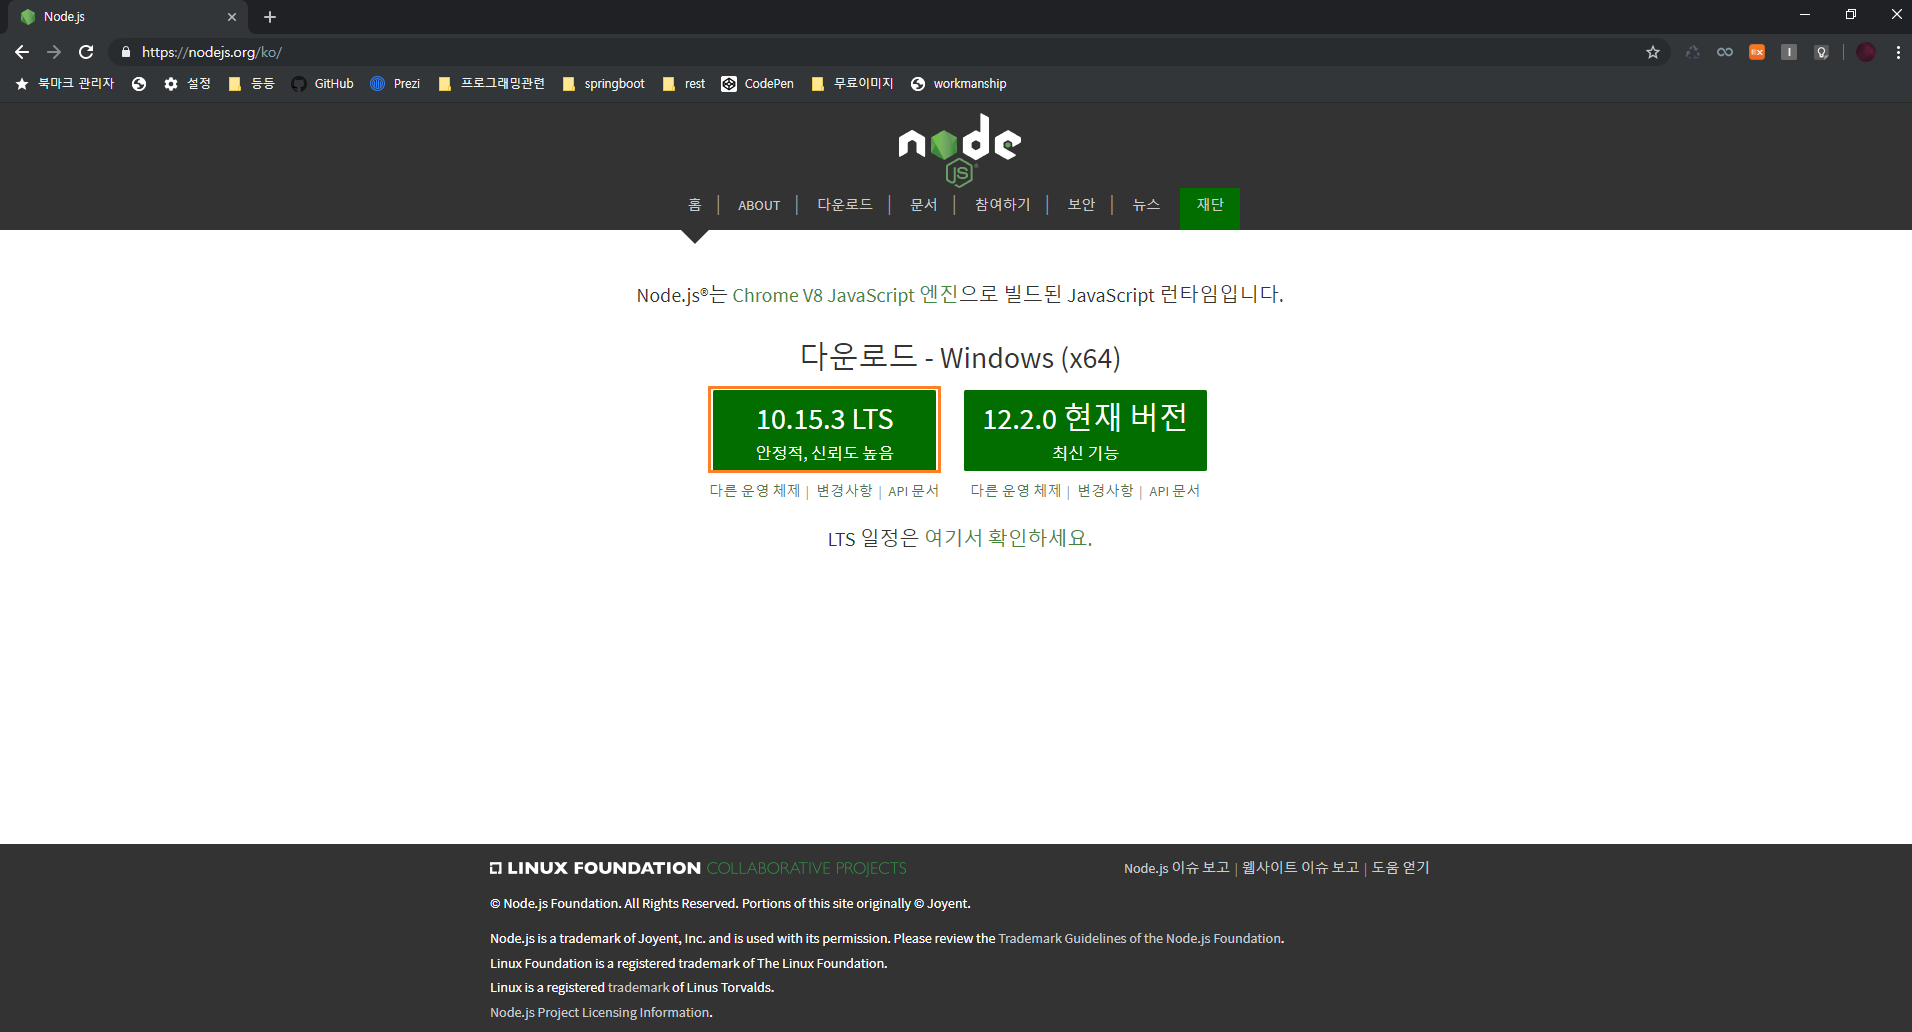 Node.js
https://nodejs.org/ko/
북마크 관리자 설정 등등 GitHub Prezi 프로그래밍관련 springboot rest CodePen 무료이미지 workmanship
node
JS
홈 | ABOUT | 다운로드 | 문서 | 참여하기 | 보안 | 뉴스 재단
Node.js®는 Chrome V8 JavaScript 엔진으로 빌드된 JavaScript 런타임입니다.
다운로드 - Windows (x64)
10.15.3 LTS
안정적, 신뢰도 높음
12.2.0 현재 버전
최신 기능
다른 운영 체제 | 변경사항 | API 문서
다른 운영 체제 | 변경사항 | API 문서
LTS 일정은 여기서 확인하세요.
LINUX FOUNDATION COLLABORATIVE PROJECTS
Node.js 이슈 보고 | 웹사이트 이슈 보고 | 도움 얻기
© Node.js Foundation. All Rights Reserved. Portions of this site originally © Joyent.
Node.js is a trademark of Joyent, Inc. and is used with its permission. Please review the Trademark Guidelines of the Node.js Foundation.
Linux Foundation is a registered trademark of The Linux Foundation.
Linux is a registered trademark of Linus Torvalds.
Node.js Project Licensing Information.